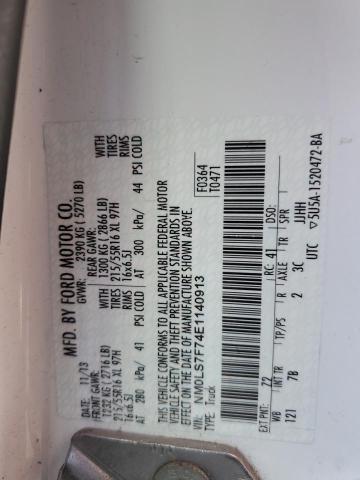 MFD. BY FORD MOTOR CO.
DATE: 11/13 GVWR: 2390 KG ( 5270 LB)
FRONT GAWR: REAR GAWR:
1232 KG ( 2716 LB) WITH 1300 KG ( 2866 LB) WITH
215/55R16 XL 97H TIRES 215/55R16 XL 97H TIRES
16x6.5J RIMS 16x6.5J RIMS
AT 280 kPa/ 41 PSI COLD AT 300 kPa/ 44 PSI COLD
THIS VEHICLE CONFORMS TO ALL APPLICABLE FEDERAL MOTOR
VEHICLE SAFETY AND THEFT PREVENTION STANDARDS IN
EFFECT ON THE DATE OF MANUFACTURE SHOWN ABOVE.
VIN: NM0LS7F74E1140913 F0364
TYPE: Truck T0471
EXT PNT: Z2 RC: 41 DSO:
INT TR TP/PS R AXLE TR SPR
121 7B 2 3C JJHH
UTC ▽5U5A-1520472-BA